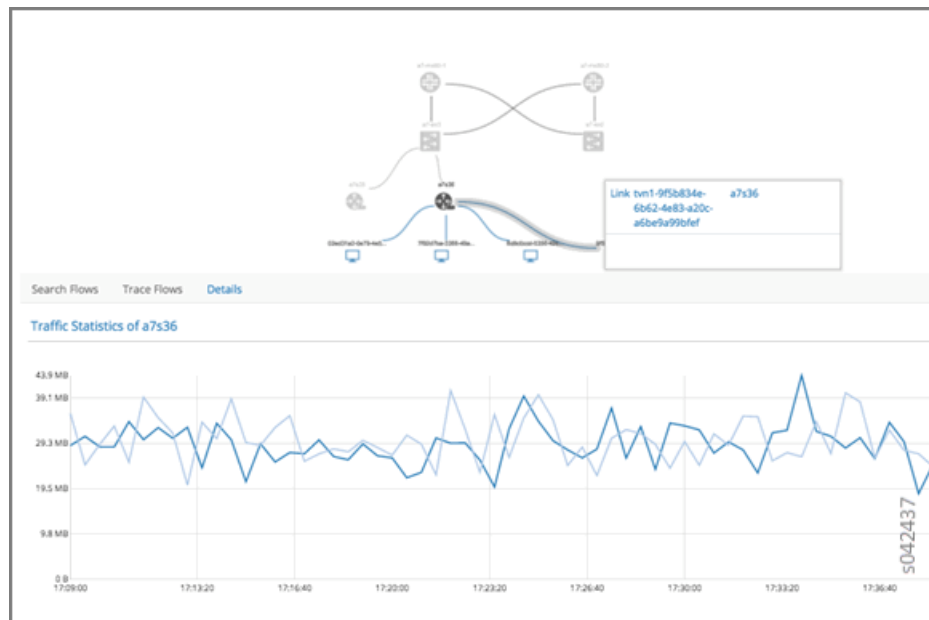 a7s36
Link tvn1-9f5b834e- a7s36
6b62-4e83-a20c-
a6be9a99bfef
Search Flows Trace Flows Details
Traffic Statistics of a7s36
43.9 MB
39.1 MB
29.3 MB
19.5 MB
9.8 MB
0.B
17:09:00 17:13:20 17:16:40 17:20:00 17:23:20 17:26:40 17:30:00 17:33:20 17:36:40
s042437